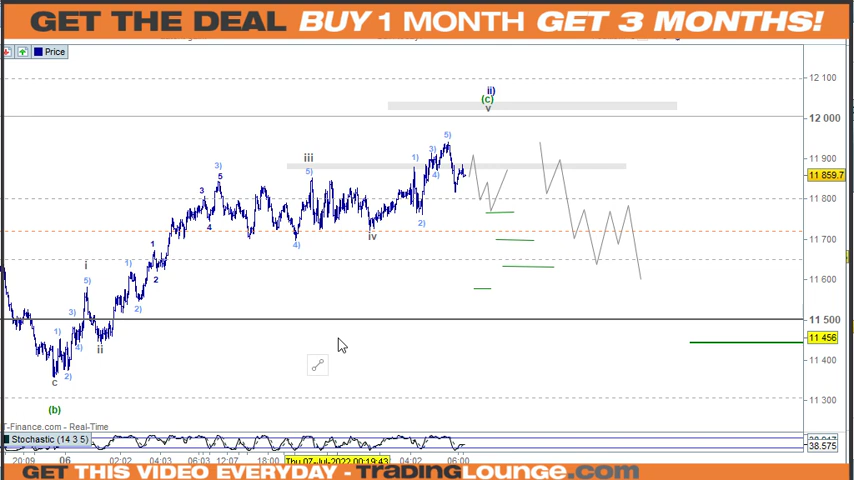 GET THE DEAL BUY 1 MONTH GET 3 MONTHS!
Price
12 100
ii)
(c)
v
12 000
5)
iii
3)
1)
11 900
3)
5)
4)
5
11 859.7
3
11 800
4
2)
iv
4)
1
11 700
i
1)
2
5)
11 600
2)
3)
11 500
1)
4)
ii
11 456
11 400
2)
c
11 300
(b)
T-Finance.com - Real-Time
Stochastic (14 3 5)
38.575
20:09 06 02:02 04:02 06:03 12:07 18:00 Thu 07-Jul-2022 00:19:43 04:02 06:00
GET THIS VIDEO EVERYDAY - TradingLounge.com